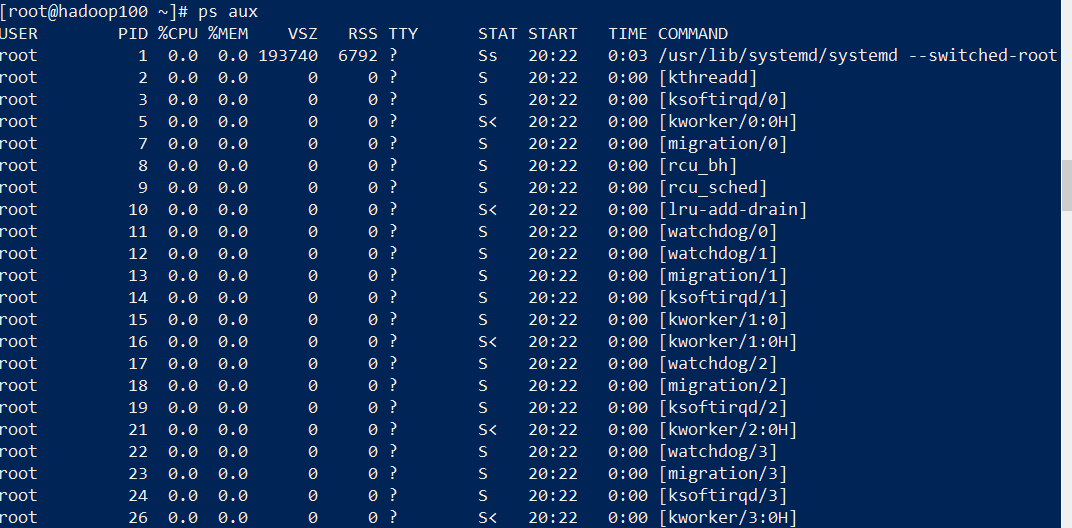 [root@hadoop100 ~]# ps aux
USER PID %CPU %MEM VSZ RSS TTY STAT START TIME COMMAND
root 1 0.0 0.0 193740 6792 ? Ss 20:22 0:03 /usr/lib/systemd/systemd --switched-root
root 2 0.0 0.0 0 0 ? S 20:22 0:00 [kthreadd]
root 3 0.0 0.0 0 0 ? S 20:22 0:00 [ksoftirqd/0]
root 5 0.0 0.0 0 0 ? S< 20:22 0:00 [kworker/0:0H]
root 7 0.0 0.0 0 0 ? S 20:22 0:00 [migration/0]
root 8 0.0 0.0 0 0 ? S 20:22 0:00 [rcu_bh]
root 9 0.0 0.0 0 0 ? S 20:22 0:00 [rcu_sched]
root 10 0.0 0.0 0 0 ? S< 20:22 0:00 [lru-add-drain]
root 11 0.0 0.0 0 0 ? S 20:22 0:00 [watchdog/0]
root 12 0.0 0.0 0 0 ? S 20:22 0:00 [watchdog/1]
root 13 0.0 0.0 0 0 ? S 20:22 0:00 [migration/1]
root 14 0.0 0.0 0 0 ? S 20:22 0:00 [ksoftirqd/1]
root 15 0.0 0.0 0 0 ? S 20:22 0:00 [kworker/1:0]
root 16 0.0 0.0 0 0 ? S< 20:22 0:00 [kworker/1:0H]
root 17 0.0 0.0 0 0 ? S 20:22 0:00 [watchdog/2]
root 18 0.0 0.0 0 0 ? S 20:22 0:00 [migration/2]
root 19 0.0 0.0 0 0 ? S 20:22 0:00 [ksoftirqd/2]
root 21 0.0 0.0 0 0 ? S< 20:22 0:00 [kworker/2:0H]
root 22 0.0 0.0 0 0 ? S 20:22 0:00 [watchdog/3]
root 23 0.0 0.0 0 0 ? S 20:22 0:00 [migration/3]
root 24 0.0 0.0 0 0 ? S 20:22 0:00 [ksoftirqd/3]
root 26 0.0 0.0 0 0 ? S< 20:22 0:00 [kworker/3:0H]